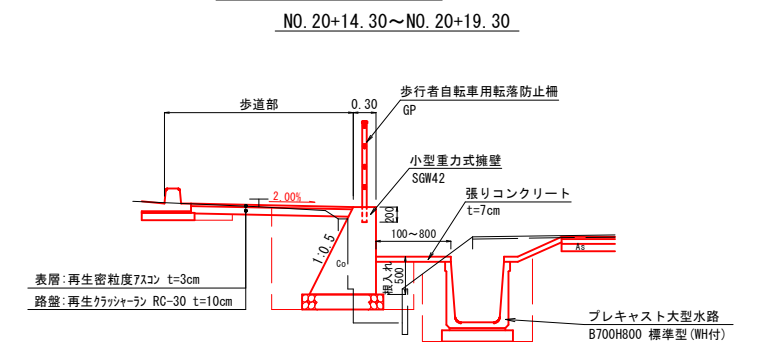 NO.20+14.30～NO.20+19.30
歩道部
0.30
歩行者自転車用転落防止柵
GP
小型重力式擁壁
SGW42
2.00%
張りコンクリート
t=7cm
200
100～800
1:0.5
Co
根入れ
500
As
表層:再生密粒度アスコン t=3cm
路盤:再生クラッシャーラン RC-30 t=10cm
プレキャスト大型水路
B700H800 標準型(WH付)